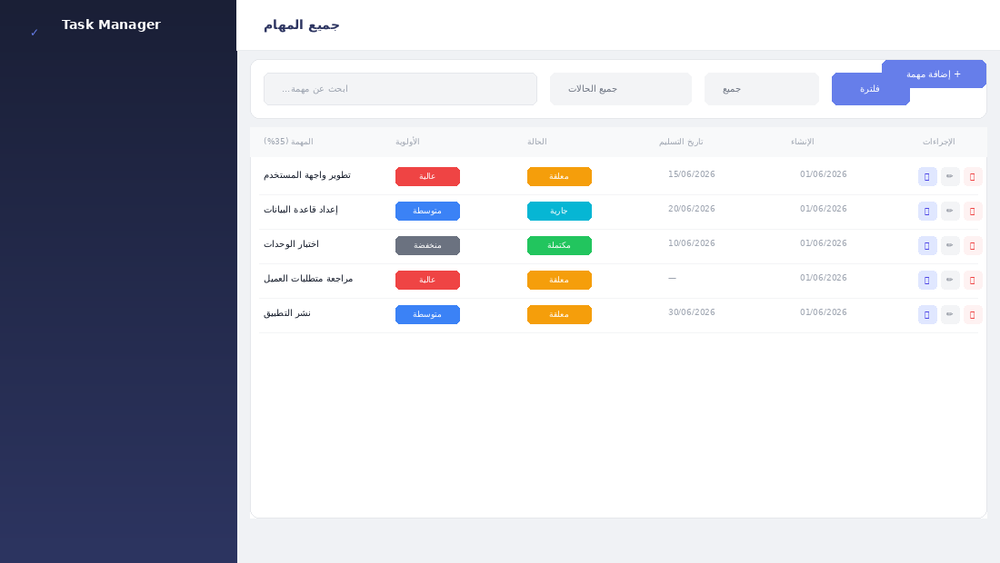 ✓ Task Manager
جميع المهام
+ إضافة مهمة
ابحث عن مهمة... جميع الحالات جميع فلترة
المهمة (35%) الأولوية الحالة تاريخ التسليم الإنشاء الإجراءات
تطوير واجهة المستخدم عالية معلقة 15/06/2026 01/06/2026
إعداد قاعدة البيانات متوسطة جارية 20/06/2026 01/06/2026
اختبار الوحدات منخفضة مكتملة 10/06/2026 01/06/2026
مراجعة متطلبات العميل عالية معلقة — 01/06/2026
نشر التطبيق متوسطة معلقة 30/06/2026 01/06/2026